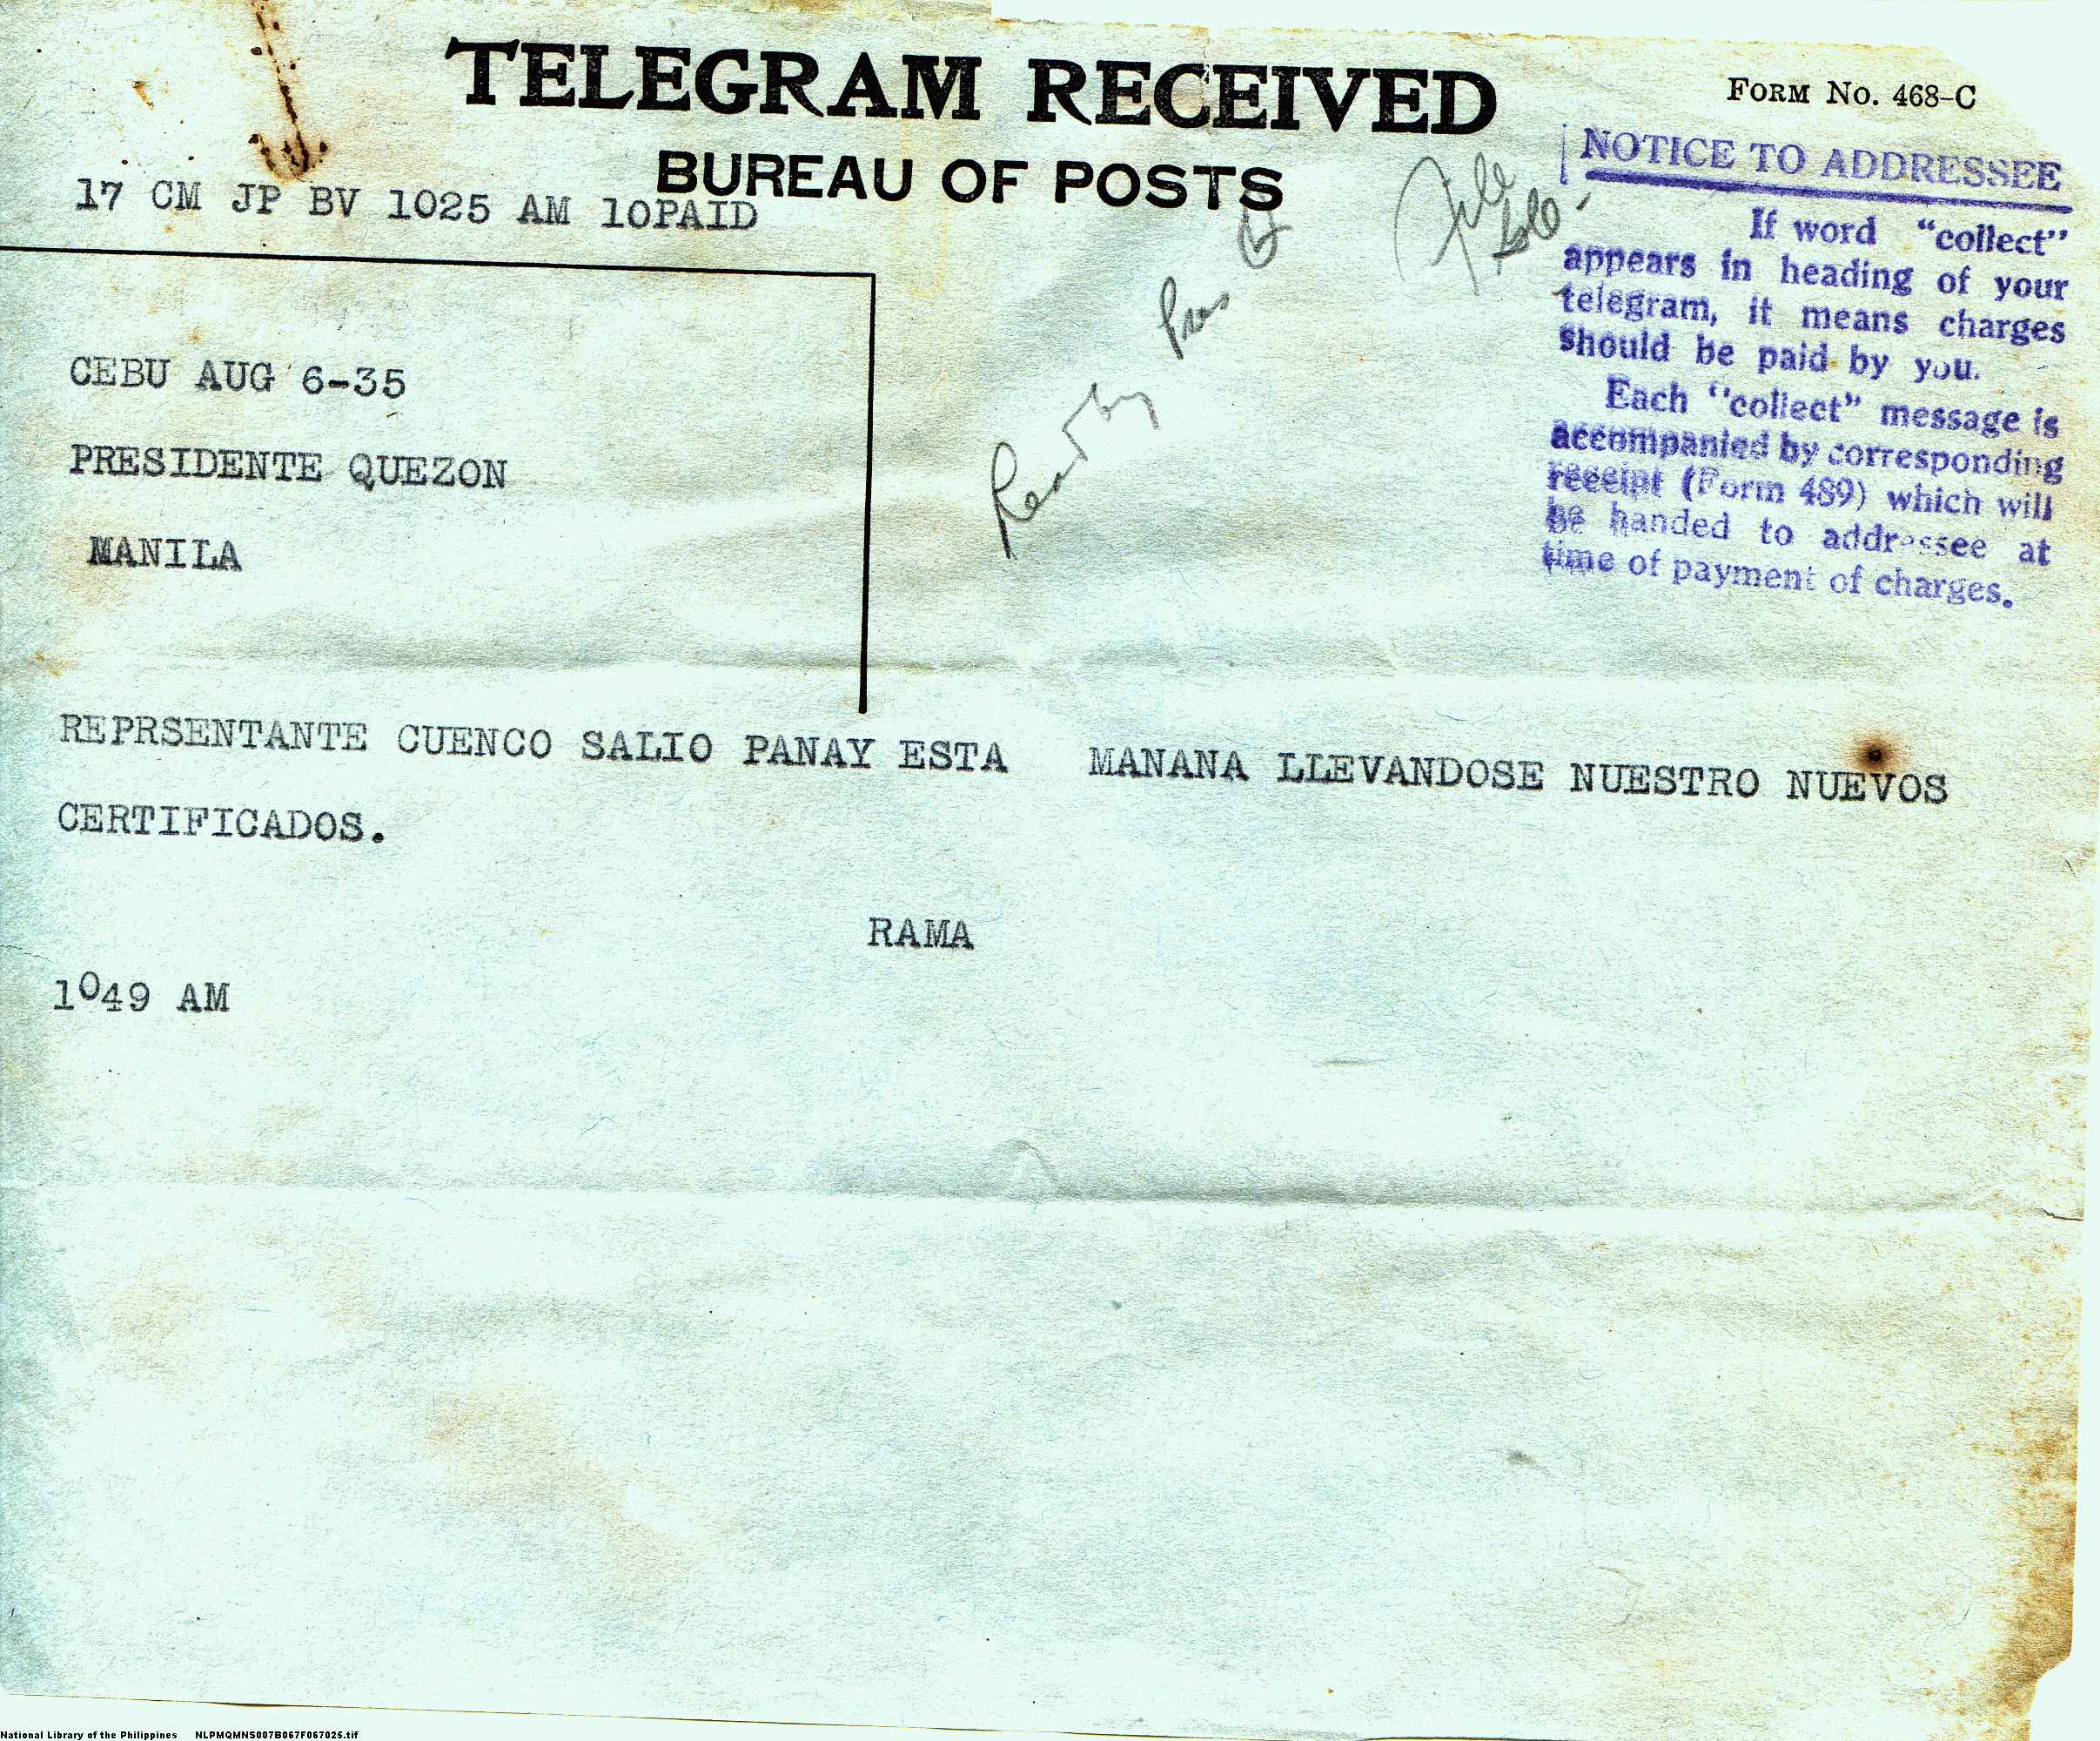 TELEGRAM RECEIVED
FORM No. 468-C
BUREAU OF POSTS
17 CM JP BV 1025 AM 10PAID
NOTICE TO ADDRESSEE
If word “collect”
appears in heading of your
telegram, it means charges
should be paid by you.
Each “collect” message is
accompanied by corresponding
receipt (Form 489) which will
be handed to addressee at
time of payment of charges.
File
Read by Pres Q
CEBU AUG 6-35
PRESIDENTE QUEZON
MANILA
REPRSENTANTE CUENCO SALIO PANAY ESTA MANANA LLEVANDOSE NUESTRO NUEVOS
CERTIFICADOS.
RAMA
1049 AM
National Library of the Philippines NLPMQMNS007B067F067025.tif